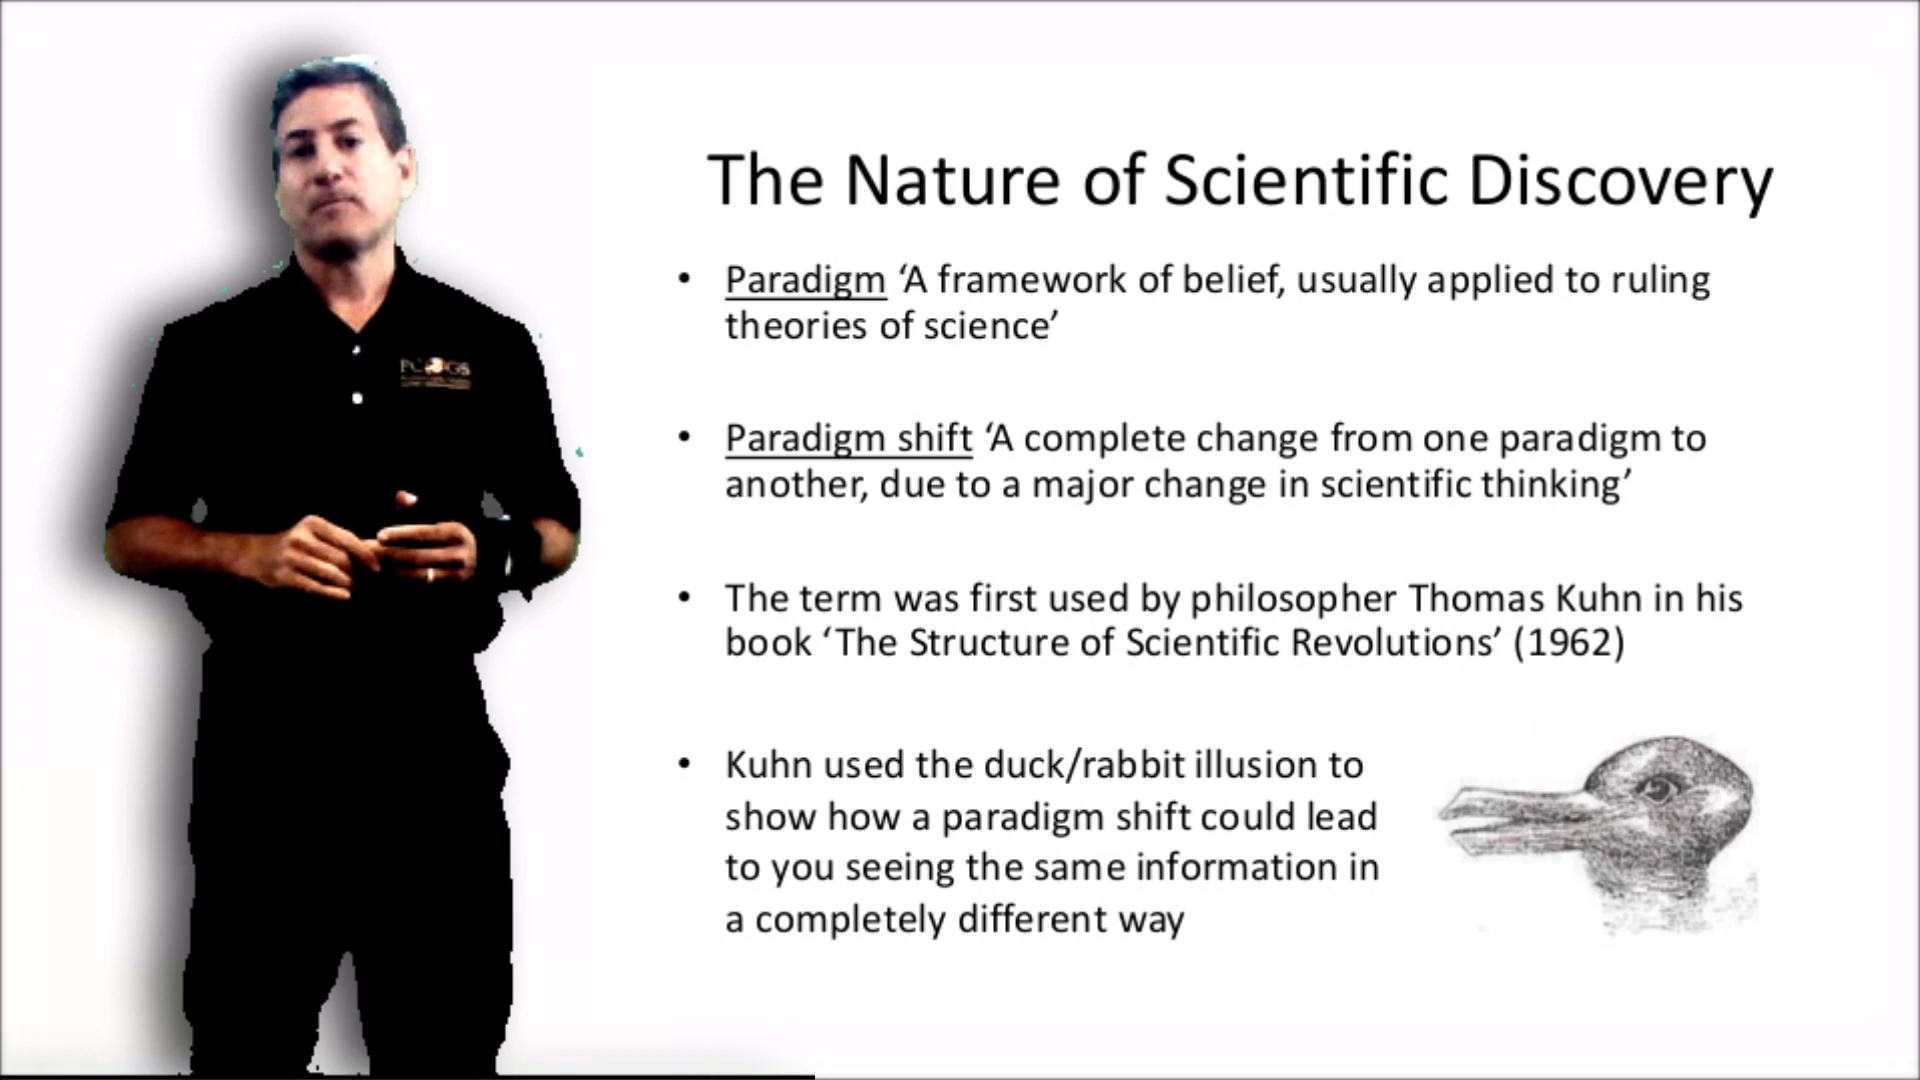 The Nature of Scientific Discovery
• Paradigm ‘A framework of belief, usually applied to ruling
theories of science’
• Paradigm shift ‘A complete change from one paradigm to
another, due to a major change in scientific thinking’
• The term was first used by philosopher Thomas Kuhn in his
book ‘The Structure of Scientific Revolutions’ (1962)
• Kuhn used the duck/rabbit illusion to
show how a paradigm shift could lead
to you seeing the same information in
a completely different way